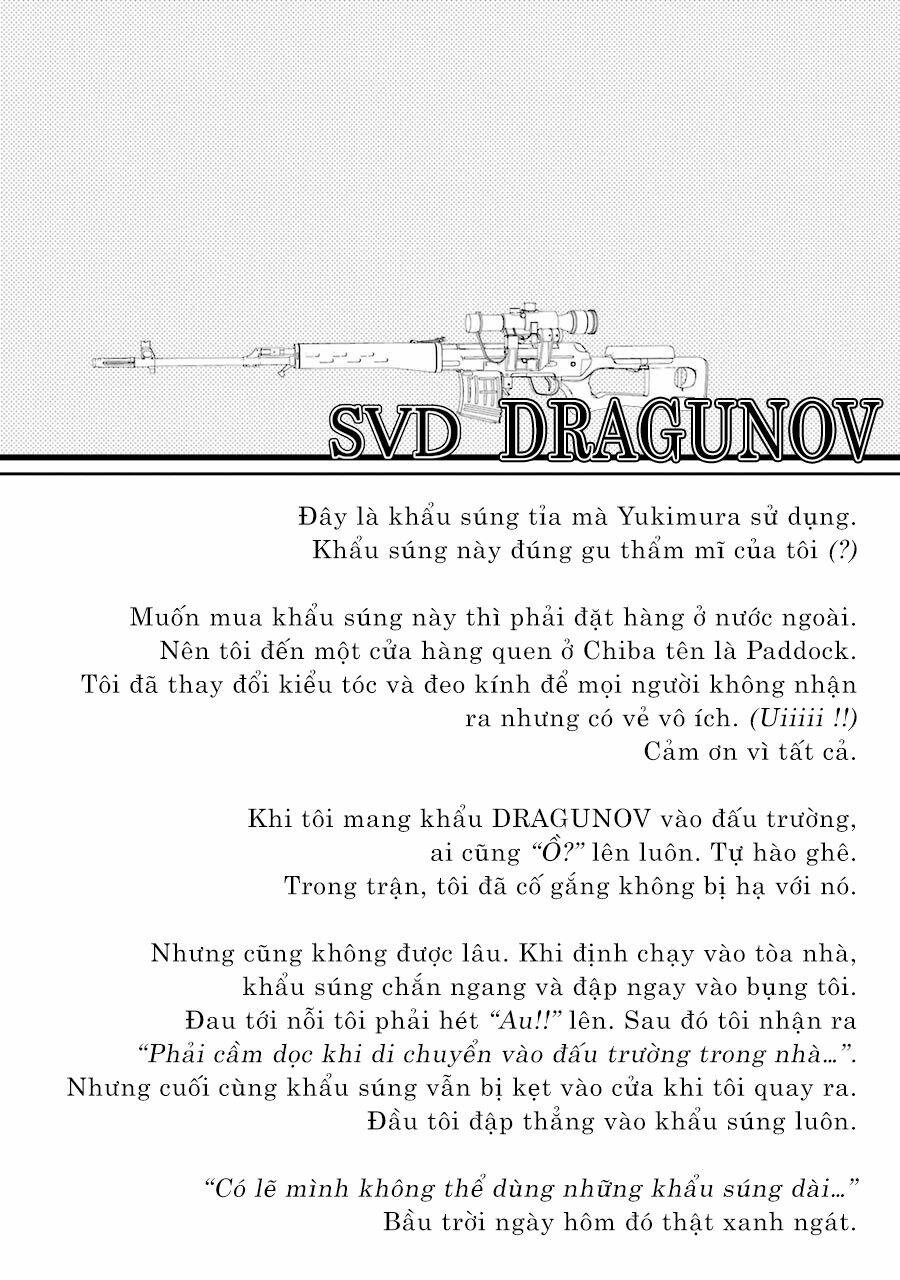 SVD DRAGUNOV
Đây là khẩu súng tỉa mà Yukimura sử dụng.
Khẩu súng này đúng gu thẩm mĩ của tôi (?)
Muốn mua khẩu súng này thì phải đặt hàng ở nước ngoài.
Nên tôi đến một cửa hàng quen ở Chiba tên là Paddock.
Tôi đã thay đổi kiểu tóc và đeo kính để mọi người không nhận
ra nhưng có vẻ vô ích. (Uiiiii !!)
Cảm ơn vì tất cả.
Khi tôi mang khẩu DRAGUNOV vào đấu trường,
ai cũng “Ồ?” lên luôn. Tự hào ghê.
Trong trận, tôi đã cố gắng không bị hạ với nó.
Nhưng cũng không được lâu. Khi định chạy vào tòa nhà,
khẩu súng chắn ngang và đập ngay vào bụng tôi.
Đau tới nỗi tôi phải hét “Au!!” lên. Sau đó tôi nhận ra
“Phải cầm dọc khi di chuyển vào đấu trường trong nhà…”.
Nhưng cuối cùng khẩu súng vẫn bị kẹt vào cửa khi tôi quay ra.
Đầu tôi đập thẳng vào khẩu súng luôn.
“Có lẽ mình không thể dùng những khẩu súng dài…”
Bầu trời ngày hôm đó thật xanh ngát.